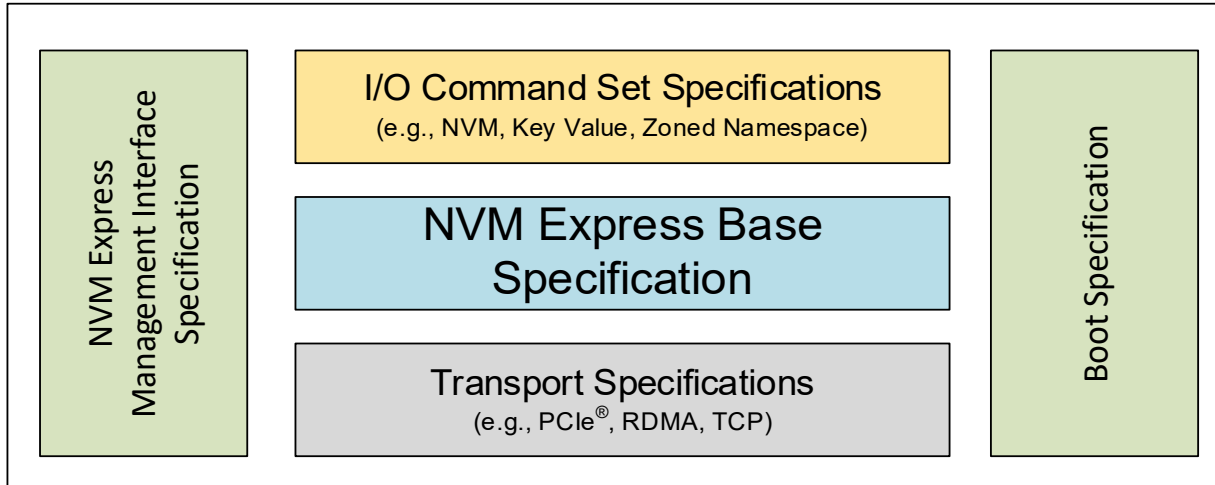 NVM Express
Management Interface
Specification
I/O Command Set Specifications
(e.g., NVM, Key Value, Zoned Namespace)
NVM Express Base
Specification
Transport Specifications
(e.g., PCIe®, RDMA, TCP)
Boot Specification